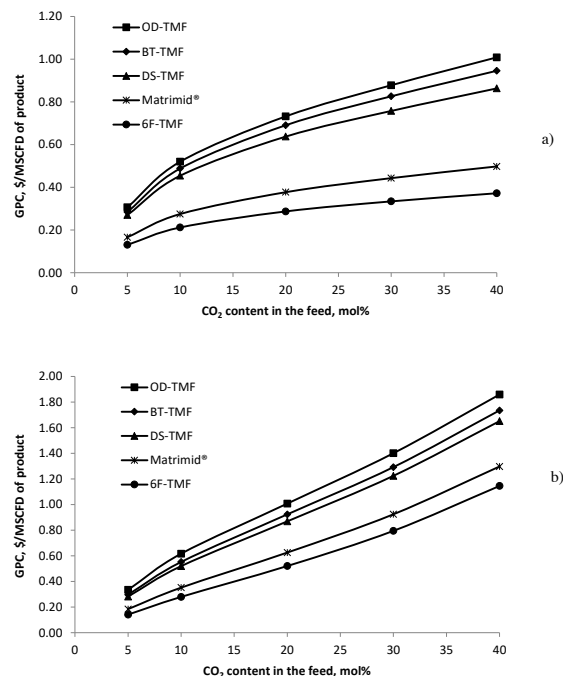 1.20
1.00
0.80
0.60
0.40
0.20
0.00
GPC, $/MSCFD of product
OD-TMF
BT-TMF
DS-TMF
Matrimid®
6F-TMF
0 5 10 15 20 25 30 35 40
CO₂ content in the feed, mol%
a)
2.00
1.80
1.60
1.40
1.20
1.00
0.80
0.60
0.40
0.20
0.00
GPC, $/MSCFD of product
OD-TMF
BT-TMF
DS-TMF
Matrimid®
6F-TMF
0 5 10 15 20 25 30 35 40
CO₂ content in the feed, mol%
b)